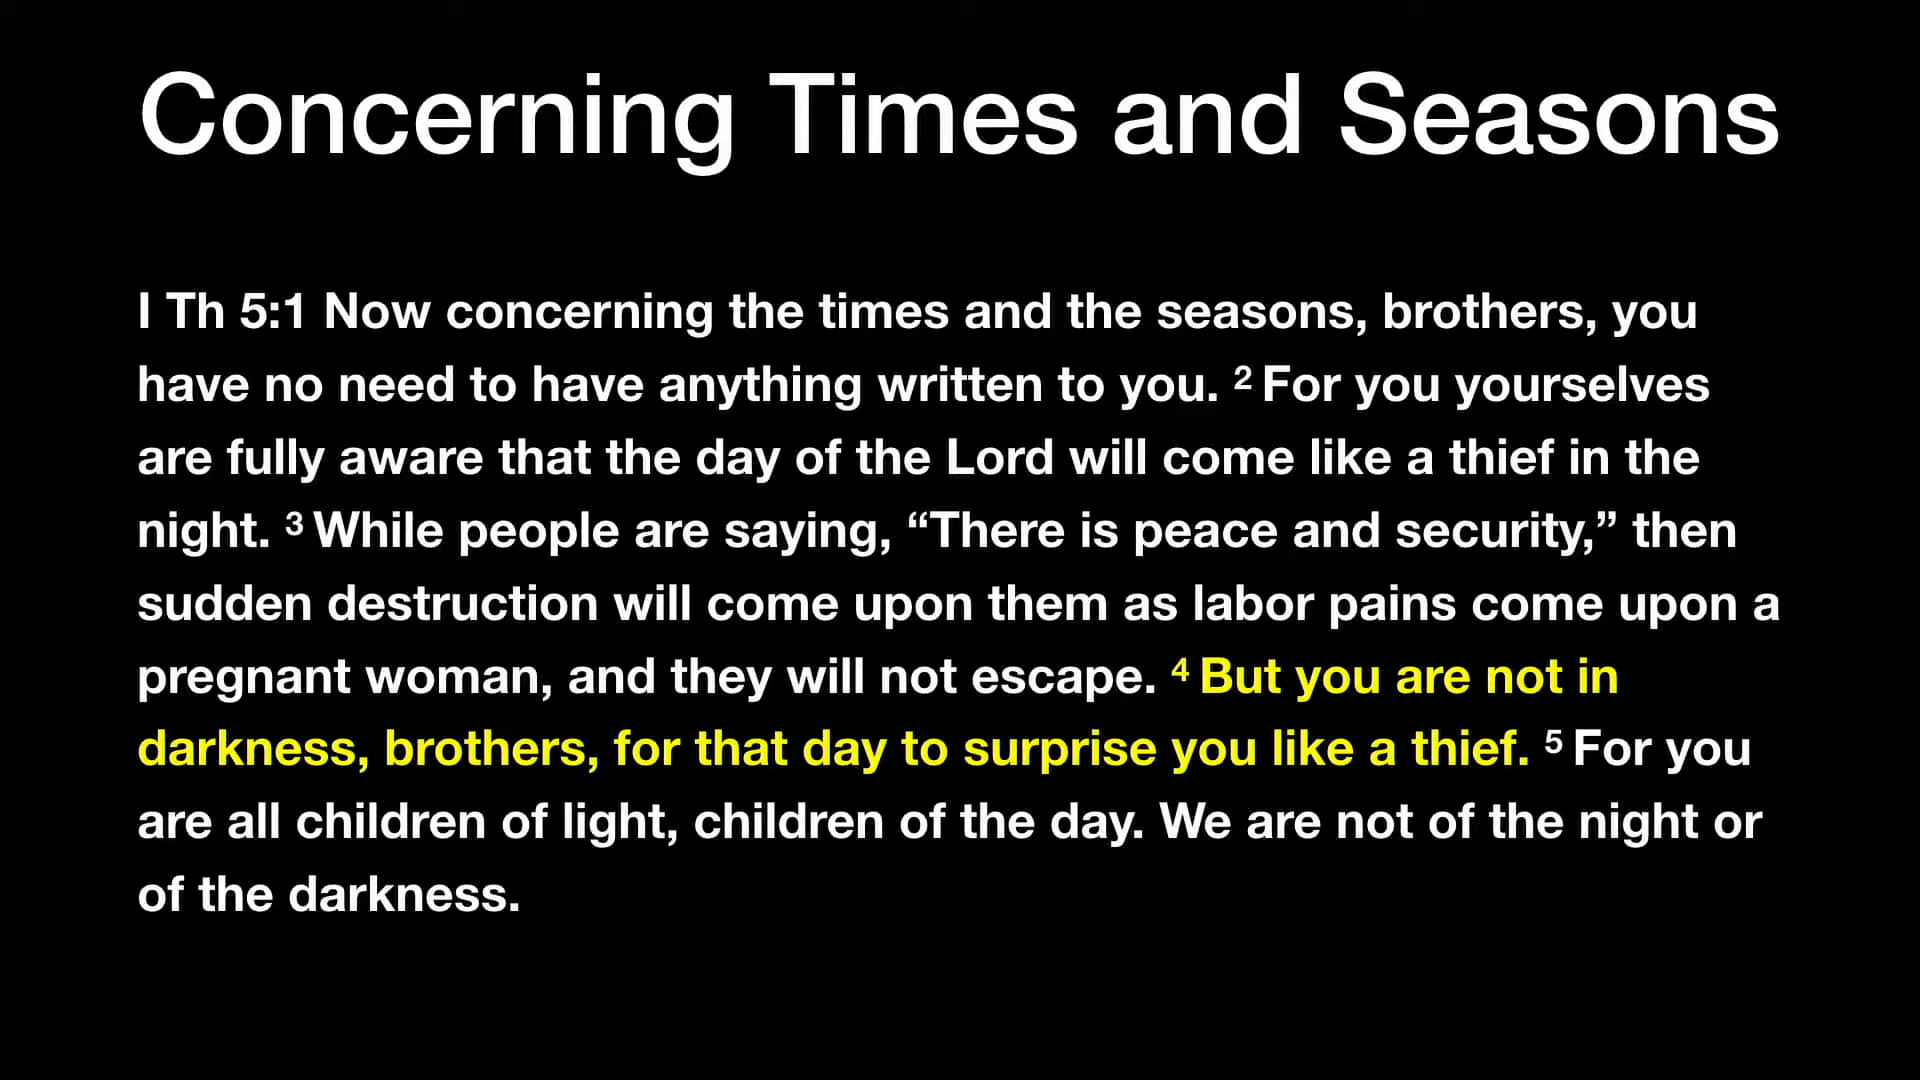 Concerning Times and Seasons
I Th 5:1 Now concerning the times and the seasons, brothers, you
have no need to have anything written to you. ² For you yourselves
are fully aware that the day of the Lord will come like a thief in the
night. ³ While people are saying, “There is peace and security,” then
sudden destruction will come upon them as labor pains come upon a
pregnant woman, and they will not escape. ⁴ But you are not in
darkness, brothers, for that day to surprise you like a thief. ⁵ For you
are all children of light, children of the day. We are not of the night or
of the darkness.